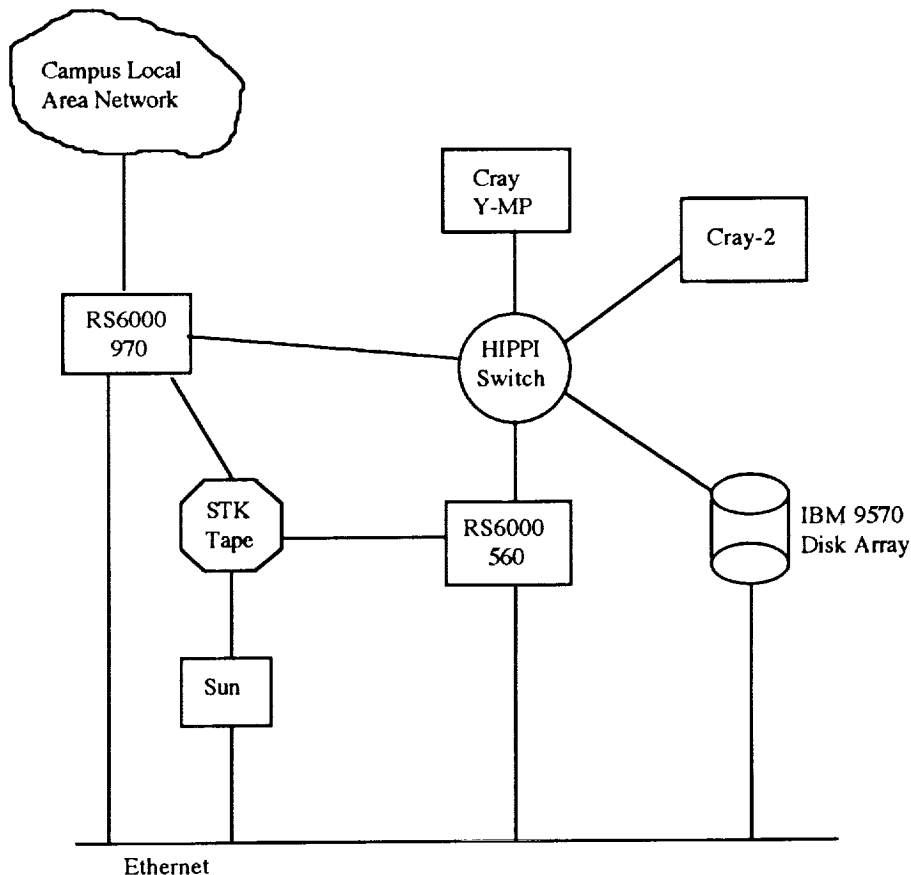 Campus Local
Area Network
Cray
Y-MP
Cray-2
RS6000
970
HIPPI
Switch
STK
Tape
RS6000
560
IBM 9570
Disk Array
Sun
Ethernet